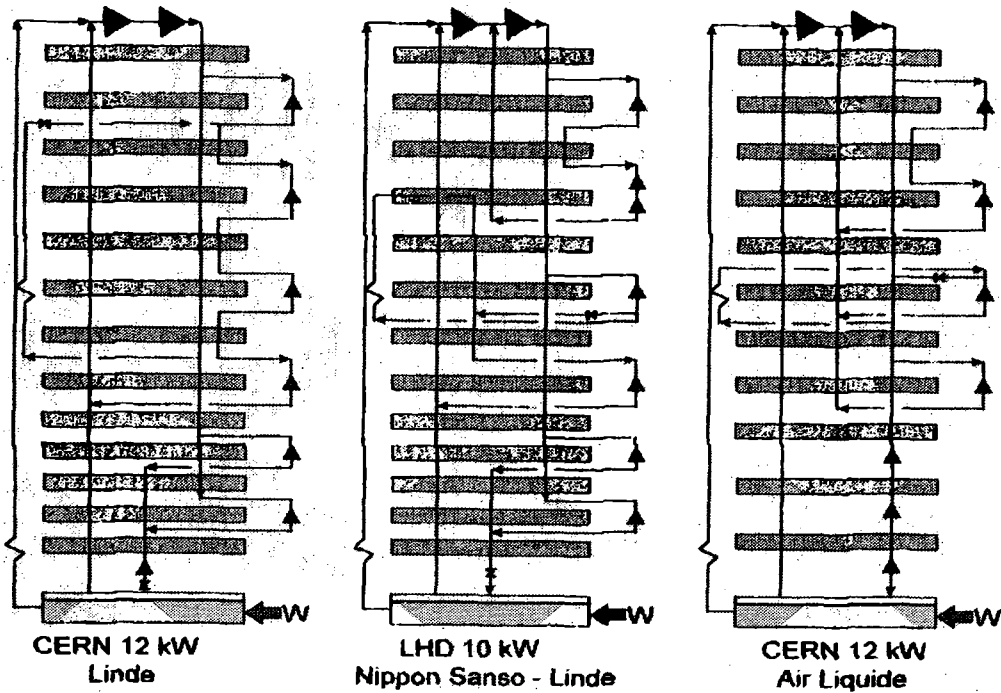 W
CERN 12 kW
Linde
W
LHD 10 kW
Nippon Sanso - Linde
W
CERN 12 kW
Air Liquide